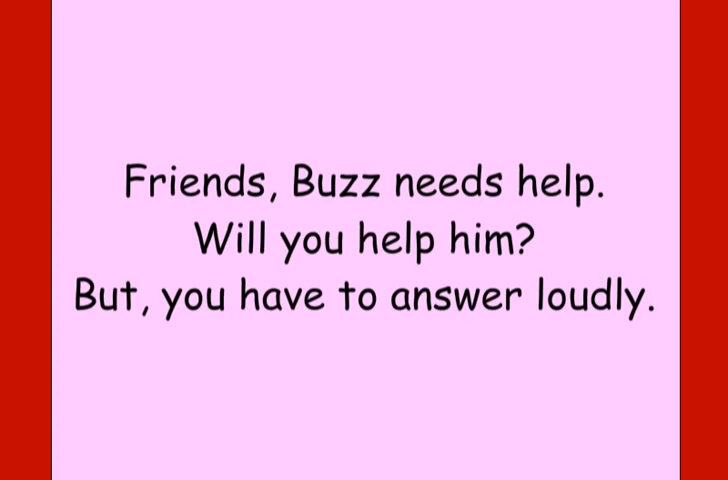 Friends, Buzz needs help.
Will you help him?
But, you have to answer loudly.